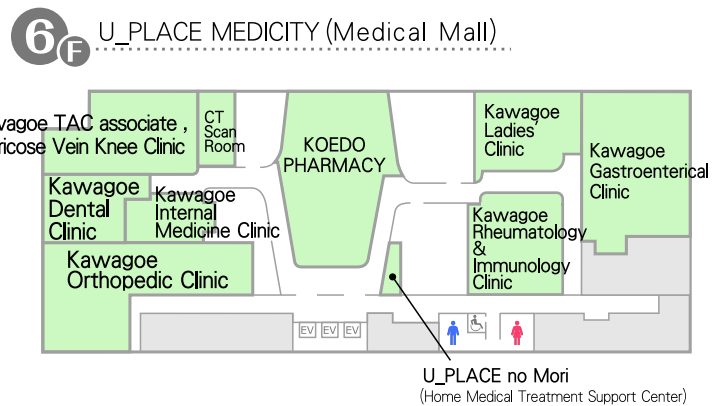 6F U_PLACE MEDICITY (Medical Mall)
TAC associate ,
Vein Knee Clinic
CT
Scan
Room
KOEDO
PHARMACY
Kawagoe
Ladies'
Clinic
Kawagoe
Gastroenterical
Clinic
Kawagoe
Dental
Clinic
Kawagoe
Internal
Medicine Clinic
Kawagoe
Rheumatology
&
Immunology
Clinic
Kawagoe
Orthopedic Clinic
EV EV EV
U_PLACE no Mori
(Home Medical Treatment Support Center)